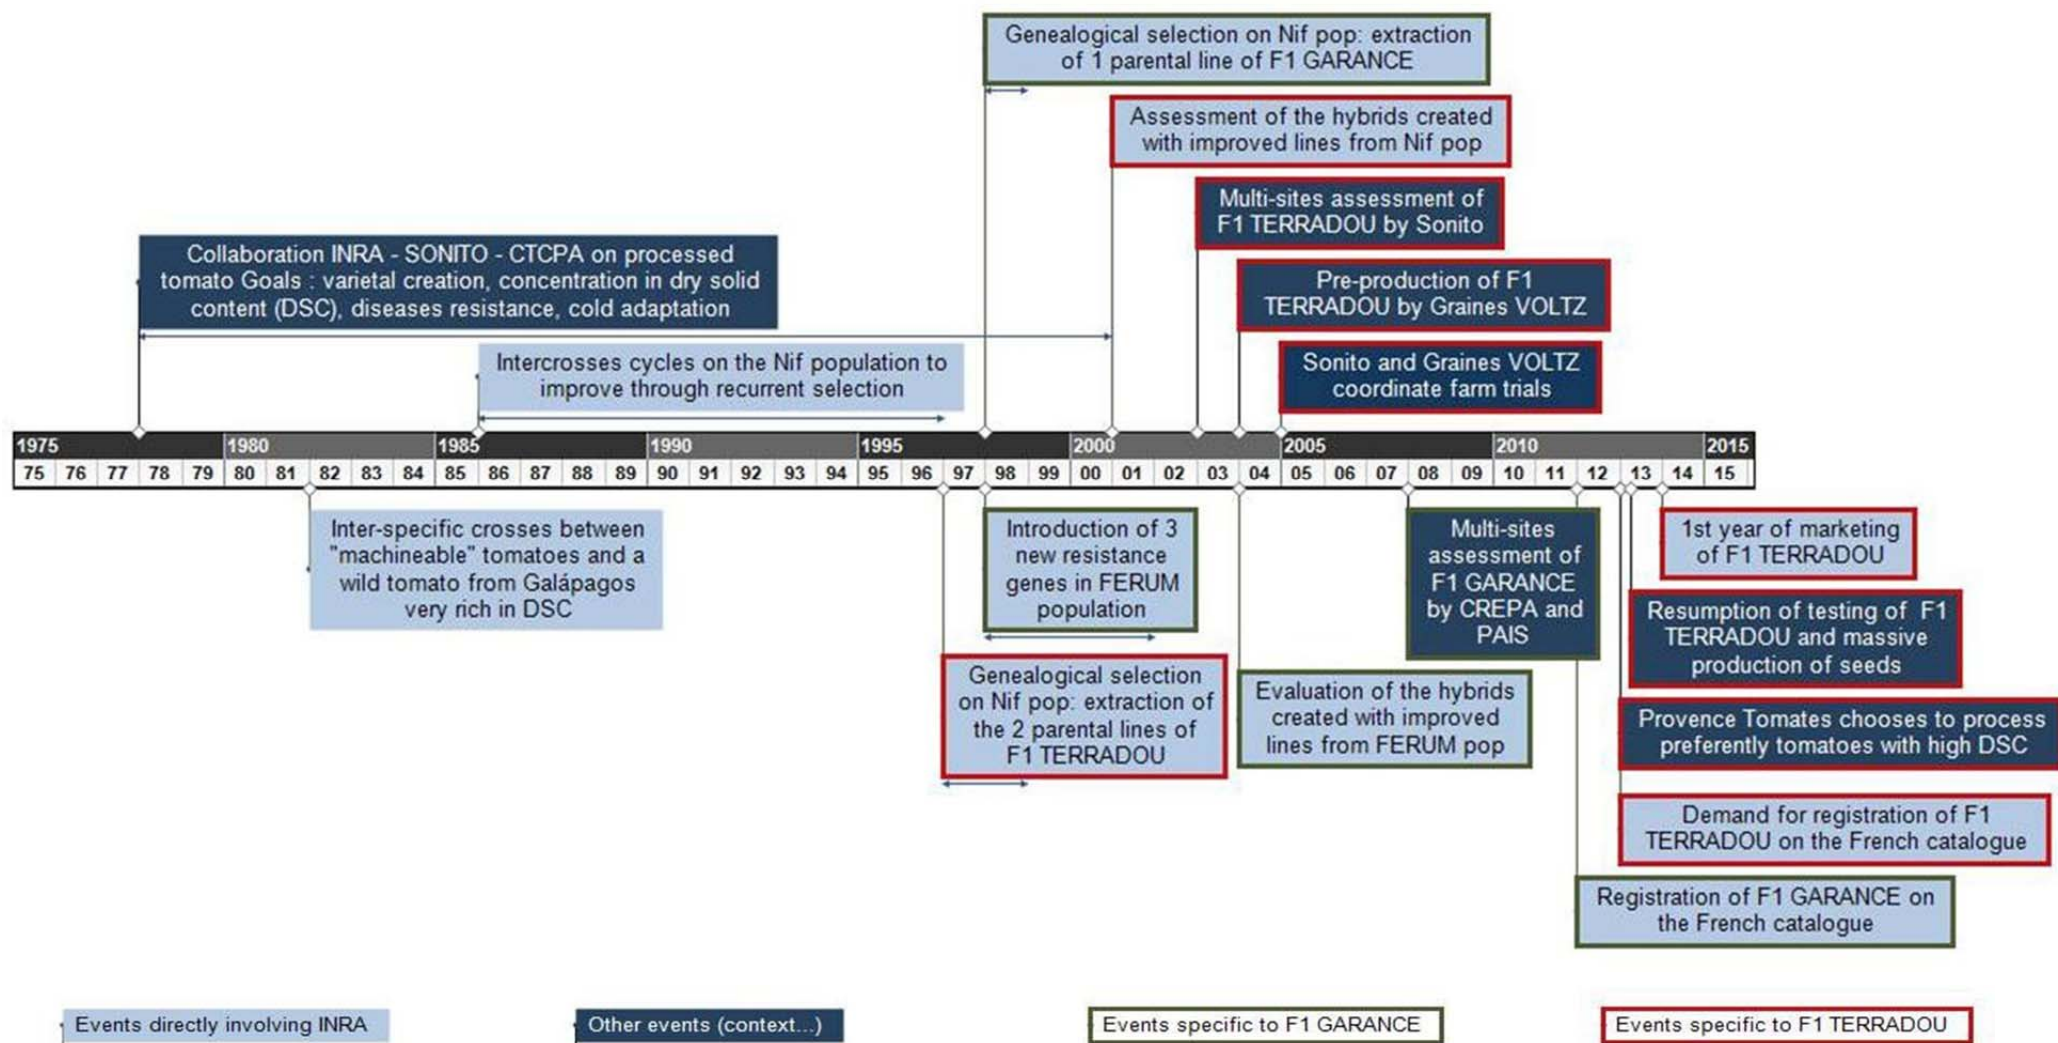 Genealogical selection on Nif pop: extraction
of 1 parental line of F1 GARANCE
Assessment of the hybrids created
with improved lines from Nif pop
Multi-sites assessment of
F1 TERRADOU by Sonito
Collaboration INRA - SONITO - CTCPA on processed
tomato Goals : varietal creation, concentration in dry solid
content (DSC), diseases resistance, cold adaptation
Pre-production of F1
TERRADOU by Graines VOLTZ
Intercrosses cycles on the Nif population to
improve through recurrent selection
Sonito and Graines VOLTZ
coordinate farm trials
1975 1980 1985 1990 1995 2000 2005 2010 2015
75 76 77 78 79 80 81 82 83 84 85 86 87 88 89 90 91 92 93 94 95 96 97 98 99 00 01 02 03 04 05 06 07 08 09 10 11 12 13 14 15
Inter-specific crosses between
"machineable" tomatoes and a
wild tomato from Galápagos
very rich in DSC
Introduction of 3
new resistance
genes in FERUM
population
Multi-sites
assessment of
F1 GARANCE
by CREPA and
PAIS
1st year of marketing
of F1 TERRADOU
Resumption of testing of F1
TERRADOU and massive
production of seeds
Genealogical selection
on Nif pop: extraction of
the 2 parental lines of
F1 TERRADOU
Evaluation of the hybrids
created with improved
lines from FERUM pop
Provence Tomates chooses to process
preferently tomatoes with high DSC
Demand for registration of F1
TERRADOU on the French catalogue
Registration of F1 GARANCE on
the French catalogue
Events directly involving INRA
Other events (context...)
Events specific to F1 GARANCE
Events specific to F1 TERRADOU